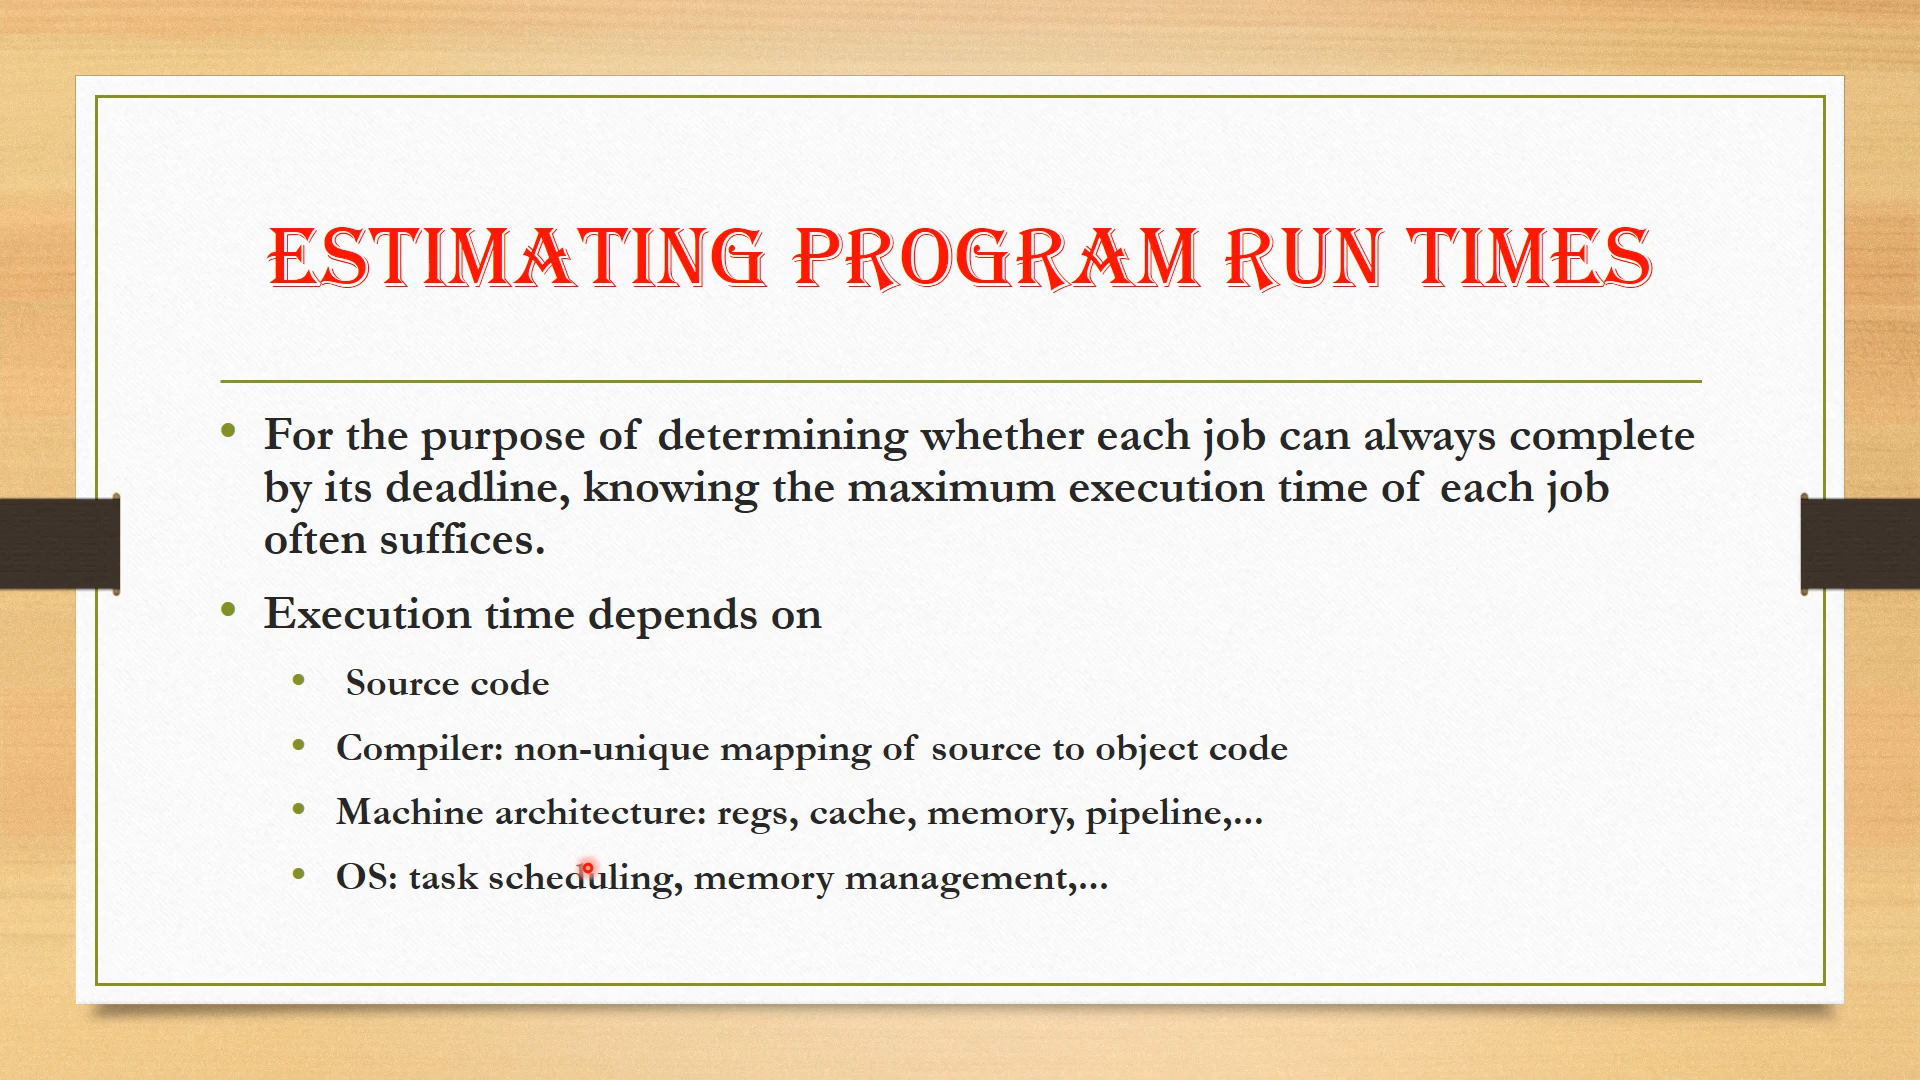 ESTIMATING PROGRAM RUN TIMES
• For the purpose of determining whether each job can always complete
by its deadline, knowing the maximum execution time of each job
often suffices.
• Execution time depends on
• Source code
• Compiler: non-unique mapping of source to object code
• Machine architecture: regs, cache, memory, pipeline,...
• OS: task scheduling, memory management,...